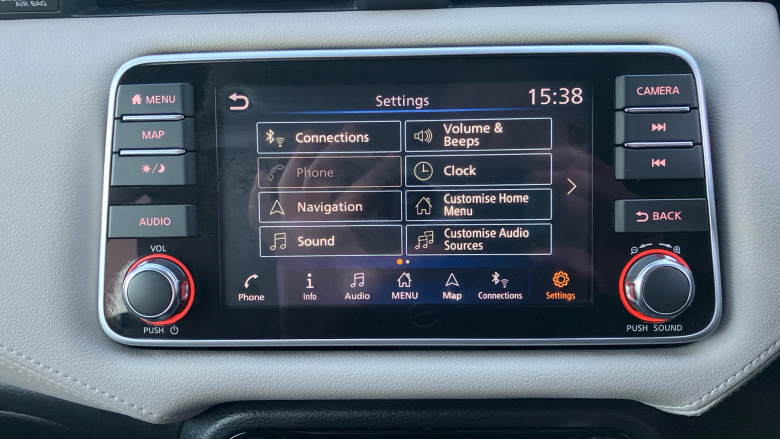 AIR BAG
MENU
MAP
AUDIO
VOL
PUSH
Settings
15:38
Connections
Volume &
Beeps
Phone
Clock
Navigation
Customise Home
Menu
Sound
Customise Audio
Sources
Phone
Info
Audio
MENU
Map
Connections
Settings
CAMERA
BACK
PUSH SOUND